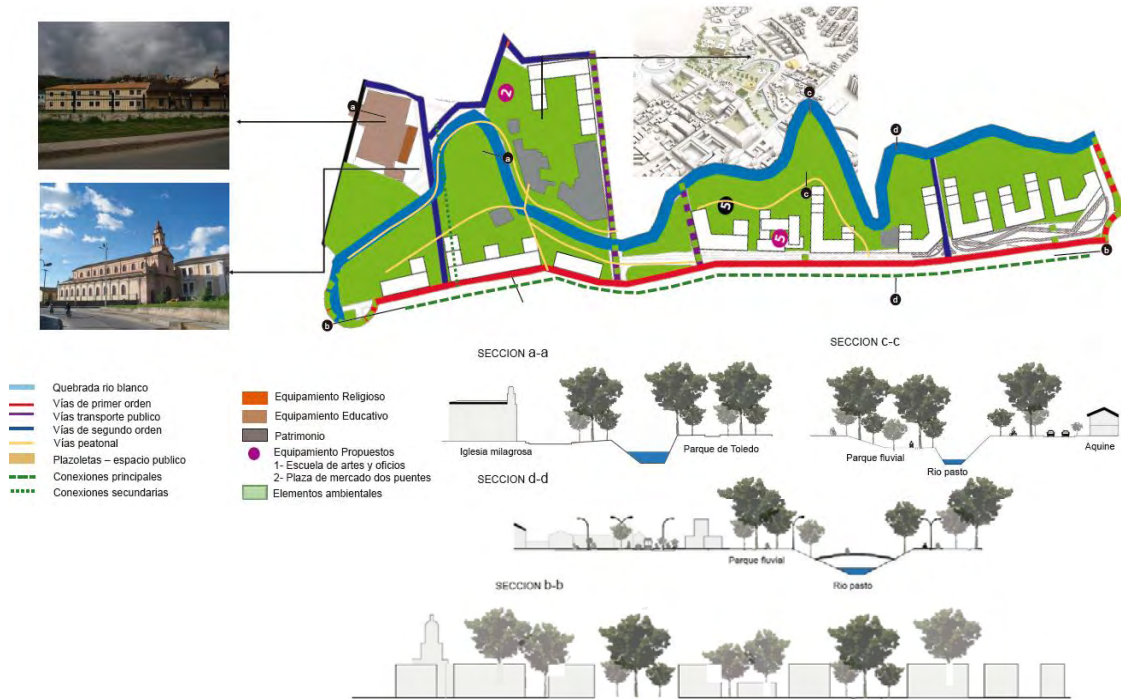 a
2
a
c
d
c
5
5
b
b
d
Quebrada rio blanco
Vías de primer orden
Vías transporte publico
Vías de segundo orden
Vías peatonal
Plazoletas – espacio publico
Conexiones principales
Conexiones secundarias
Equipamiento Religioso
Equipamiento Educativo
Patrimonio
Equipamiento Propuestos
1- Escuela de artes y oficios
2- Plaza de mercado dos puentes
Elementos ambientales
SECCION a-a
Iglesia milagrosa
Parque de Toledo
SECCION c-c
Parque fluvial
Rio pasto
Aquine
SECCION d-d
Parque fluvial
Rio pasto
SECCION b-b